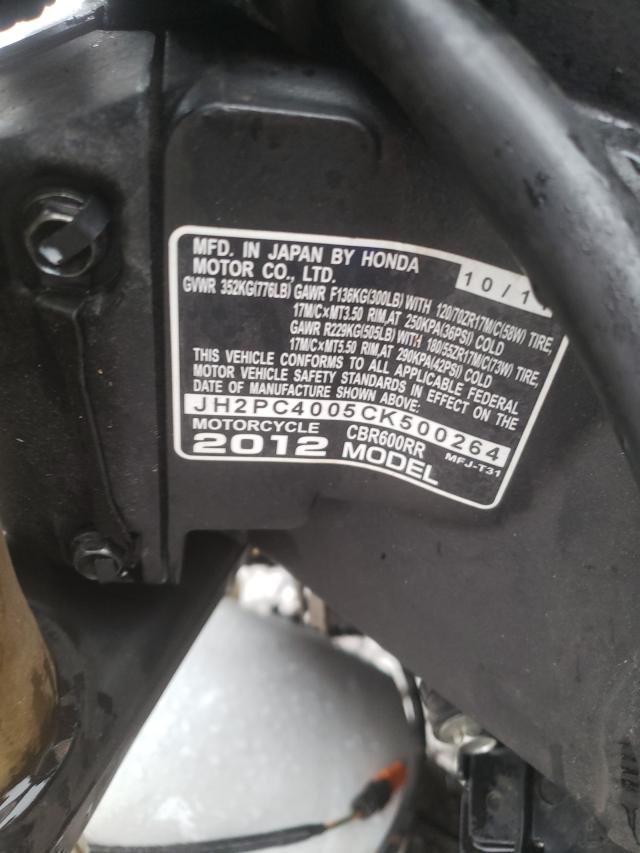 MFD. IN JAPAN BY HONDA
MOTOR CO., LTD.
10/1
GVWR 352KG(776LB) GAWR F136KG(300LB) WITH 120/70ZR17M/C(58W) TIRE,
17M/C×MT3.50 RIM,AT 250KPA(36PSI) COLD
GAWR R229KG(505LB) WITH 180/55ZR17M/C(73W) TIRE,
17M/C×MT5.50 RIM,AT 290KPA(42PSI) COLD
THIS VEHICLE CONFORMS TO ALL APPLICABLE FEDERAL
MOTOR VEHICLE SAFETY STANDARDS IN EFFECT ON THE
DATE OF MANUFACTURE SHOWN ABOVE:
JH2PC4005CK500264
MOTORCYCLE CBR600RR MFJ-T31
2012 MODEL